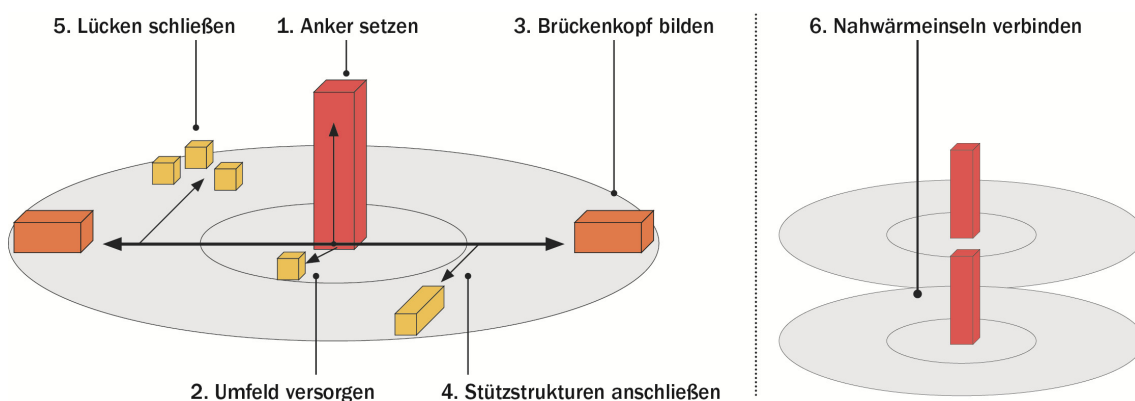 5. Lücken schließen
1. Anker setzen
3. Brückenkopf bilden
6. Nahwärmeinseln verbinden
2. Umfeld versorgen
4. Stützstrukturen anschließen